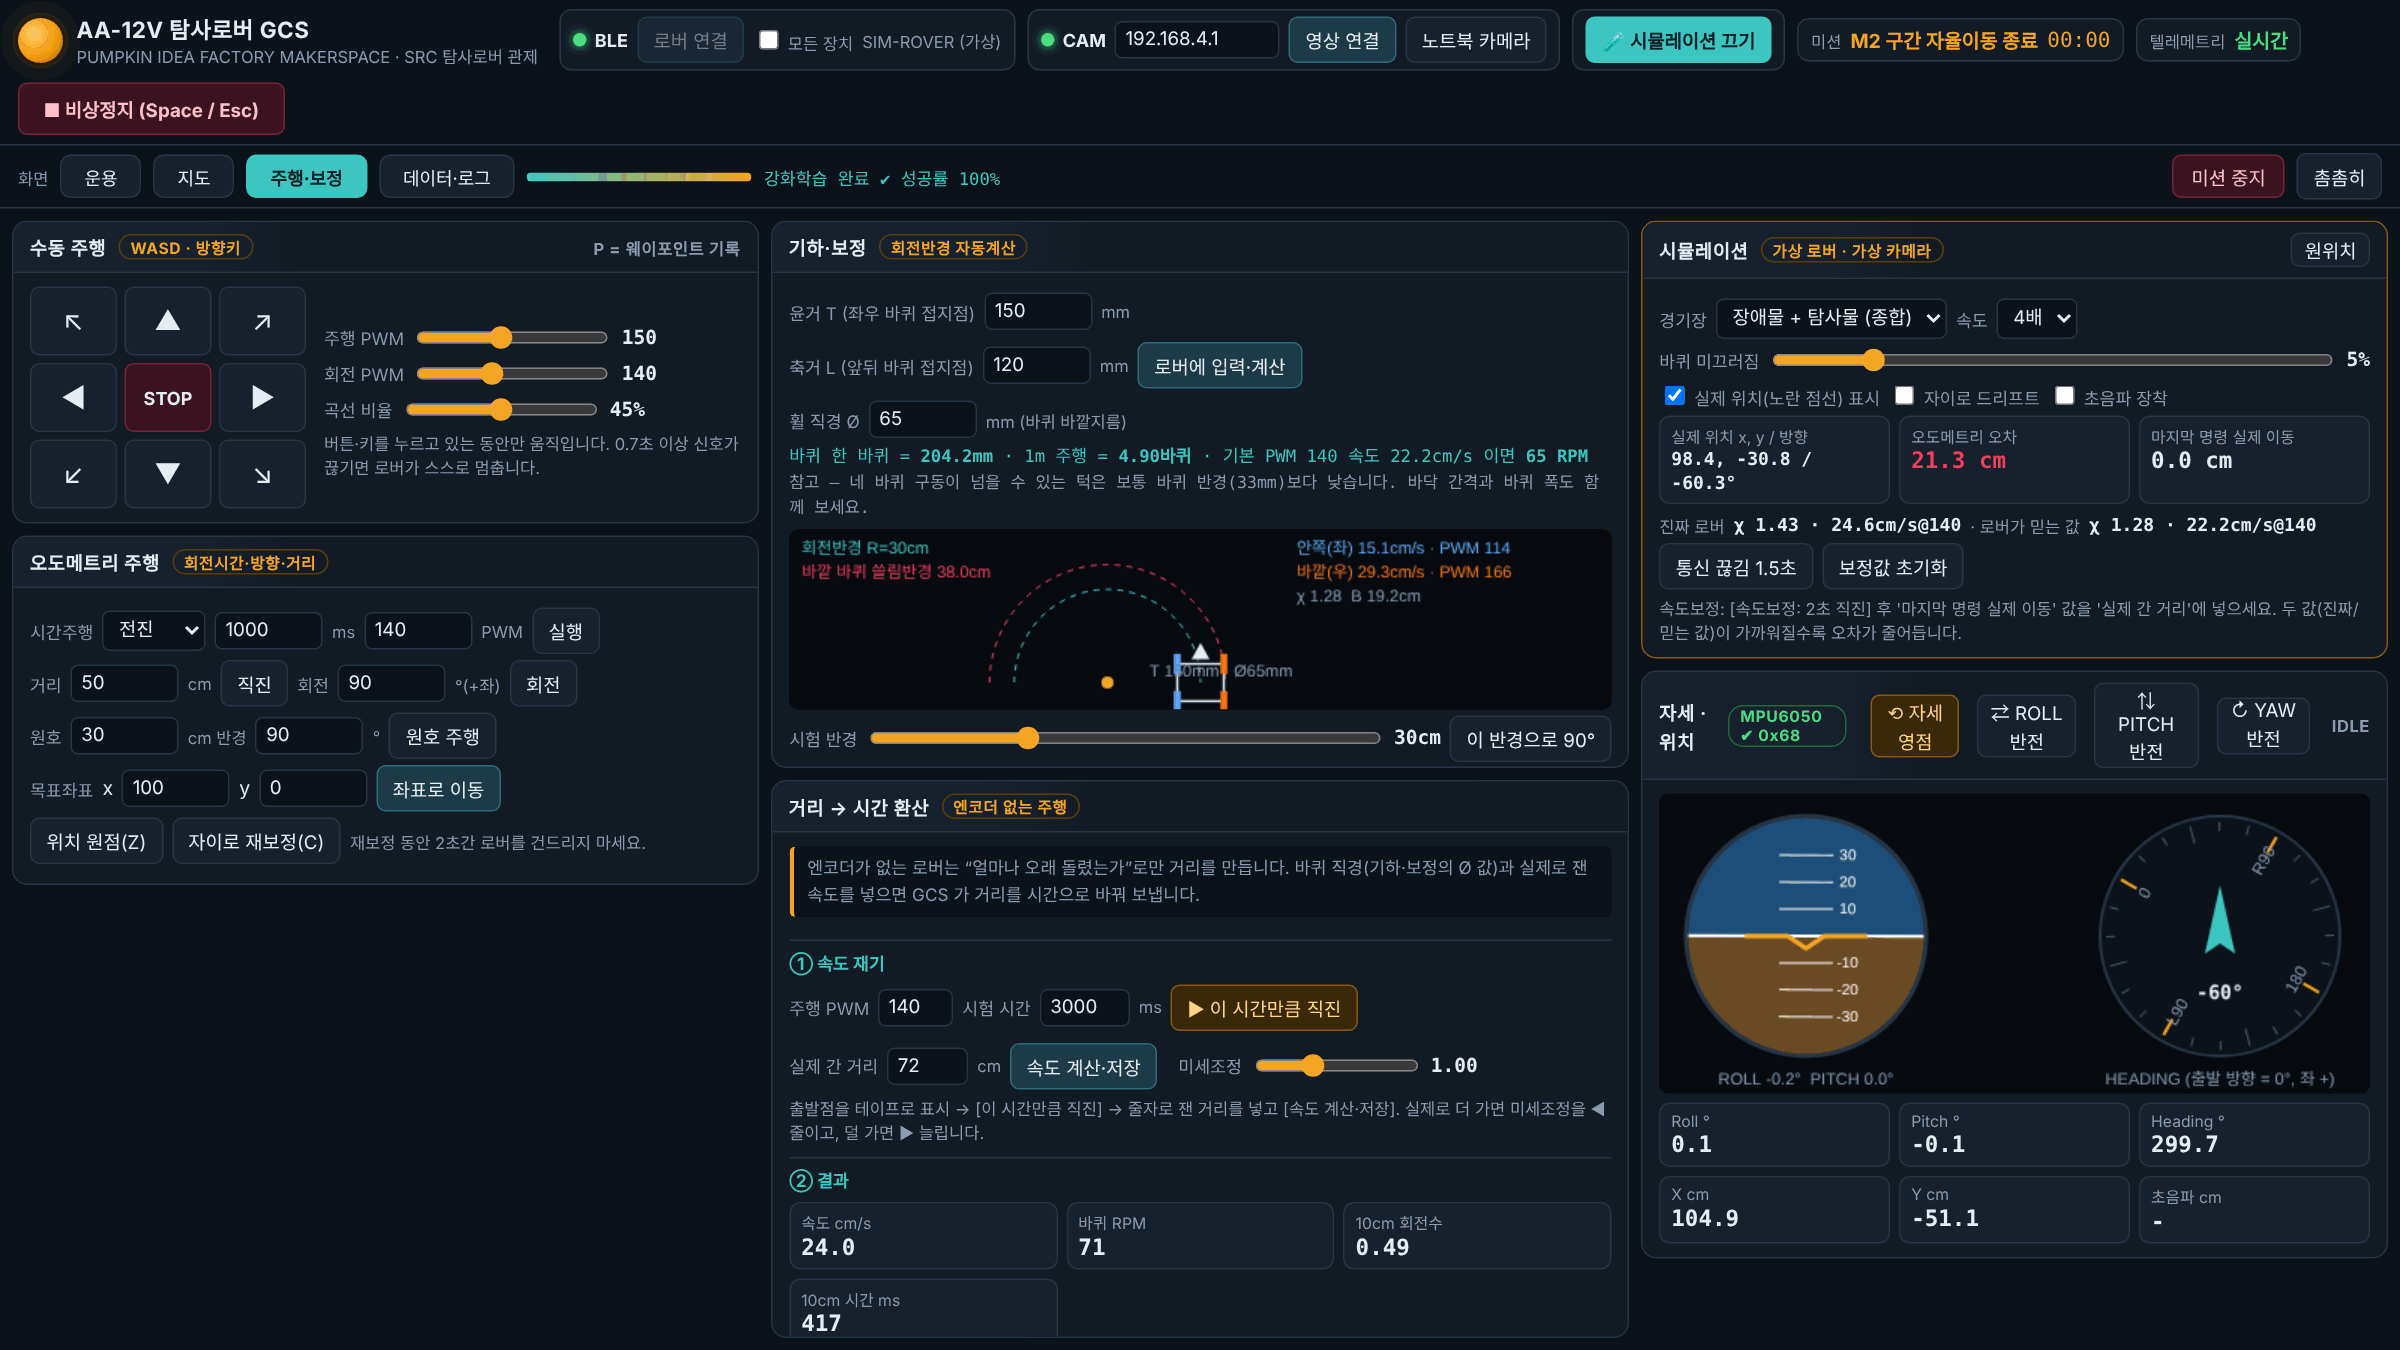 AA-12V 탐사로버 GCS
PUMPKIN IDEA FACTORY MAKERSPACE · SRC 탐사로버 관제
BLE 로버 연결 모든 장치 SIM-ROVER (가상)
CAM 192.168.4.1 영상 연결 노트북 카메라
🧪 시뮬레이션 끄기
미션 M2 구간 자율이동 종료 00:00
텔레메트리 실시간
■ 비상정지 (Space / Esc)
화면 운용 지도 주행·보정 데이터·로그 강화학습 완료 ✔ 성공률 100%
미션 중지 촘촘히
수동 주행 WASD · 방향키 P = 웨이포인트 기록
↖ ▲ ↗
◀ STOP ▶
↙ ▼ ↘
주행 PWM 150
회전 PWM 140
곡선 비율 45%
버튼·키를 누르고 있는 동안만 움직입니다. 0.7초 이상 신호가
끊기면 로버가 스스로 멈춥니다.
오도메트리 주행 회전시간·방향·거리
시간주행 전진 1000 ms 140 PWM 실행
거리 50 cm 직진 회전 90 °(+좌) 회전
원호 30 cm 반경 90 ° 원호 주행
목표좌표 x 100 y 0 좌표로 이동
위치 원점(Z) 자이로 재보정(C) 재보정 동안 2초간 로버를 건드리지 마세요.
기하·보정 회전반경 자동계산
윤거 T (좌우 바퀴 접지점) 150 mm
축거 L (앞뒤 바퀴 접지점) 120 mm 로버에 입력·계산
휠 직경 Ø 65 mm (바퀴 바깥지름)
바퀴 한 바퀴 = 204.2mm · 1m 주행 = 4.90바퀴 · 기본 PWM 140 속도 22.2cm/s 이면 65 RPM
참고 — 네 바퀴 구동이 넘을 수 있는 턱은 보통 바퀴 반경(33mm)보다 낮습니다. 바닥 간격과 바퀴 폭도 함
께 보세요.
회전반경 R=30cm
바깥 바퀴 쓸림반경 38.0cm
안쪽(좌) 15.1cm/s · PWM 114
바깥(우) 29.3cm/s · PWM 166
χ 1.28 B 19.2cm
T 150mm Ø65mm
시험 반경 30cm 이 반경으로 90°
거리 → 시간 환산 엔코더 없는 주행
엔코더가 없는 로버는 “얼마나 오래 돌렸는가”로만 거리를 만듭니다. 바퀴 직경(기하·보정의 Ø 값)과 실제로 잰
속도를 넣으면 GCS 가 거리를 시간으로 바꿔 보냅니다.
① 속도 재기
주행 PWM 140 시험 시간 3000 ms ▶ 이 시간만큼 직진
실제 간 거리 72 cm 속도 계산·저장 미세조정 1.00
출발점을 테이프로 표시 → [이 시간만큼 직진] → 줄자로 잰 거리를 넣고 [속도 계산·저장]. 실제로 더 가면 미세조정을 ◀
줄이고, 덜 가면 ▶ 늘립니다.
② 결과
속도 cm/s 바퀴 RPM 10cm 회전수
24.0 71 0.49
10cm 시간 ms
417
시뮬레이션 가상 로버 · 가상 카메라 원위치
경기장 장애물 + 탐사물 (종합) 속도 4배
바퀴 미끄러짐 5%
실제 위치(노란 점선) 표시 자이로 드리프트 초음파 장착
실제 위치 x, y / 방향
98.4, -30.8 /
-60.3°
오도메트리 오차
21.3 cm
마지막 명령 실제 이동
0.0 cm
진짜 로버 χ 1.43 · 24.6cm/s@140 · 로버가 믿는 값 χ 1.28 · 22.2cm/s@140
통신 끊김 1.5초 보정값 초기화
속도보정: [속도보정: 2초 직진] 후 '마지막 명령 실제 이동' 값을 '실제 간 거리'에 넣으세요. 두 값(진짜/
믿는 값)이 가까워질수록 오차가 줄어듭니다.
자세 ·
위치
MPU6050
✔ 0x68
⟲ 자세
영점
⇄ ROLL
반전
⇅
PITCH
반전
↻ YAW
반전
IDLE
30
20
10
-10
-20
-30
ROLL -0.2° PITCH 0.0°
0
R90
180
L90
-60°
HEADING (출발 방향 = 0°, 좌 +)
Roll ° Pitch ° Heading °
0.1 -0.1 299.7
X cm Y cm 초음파 cm
104.9 -51.1 -